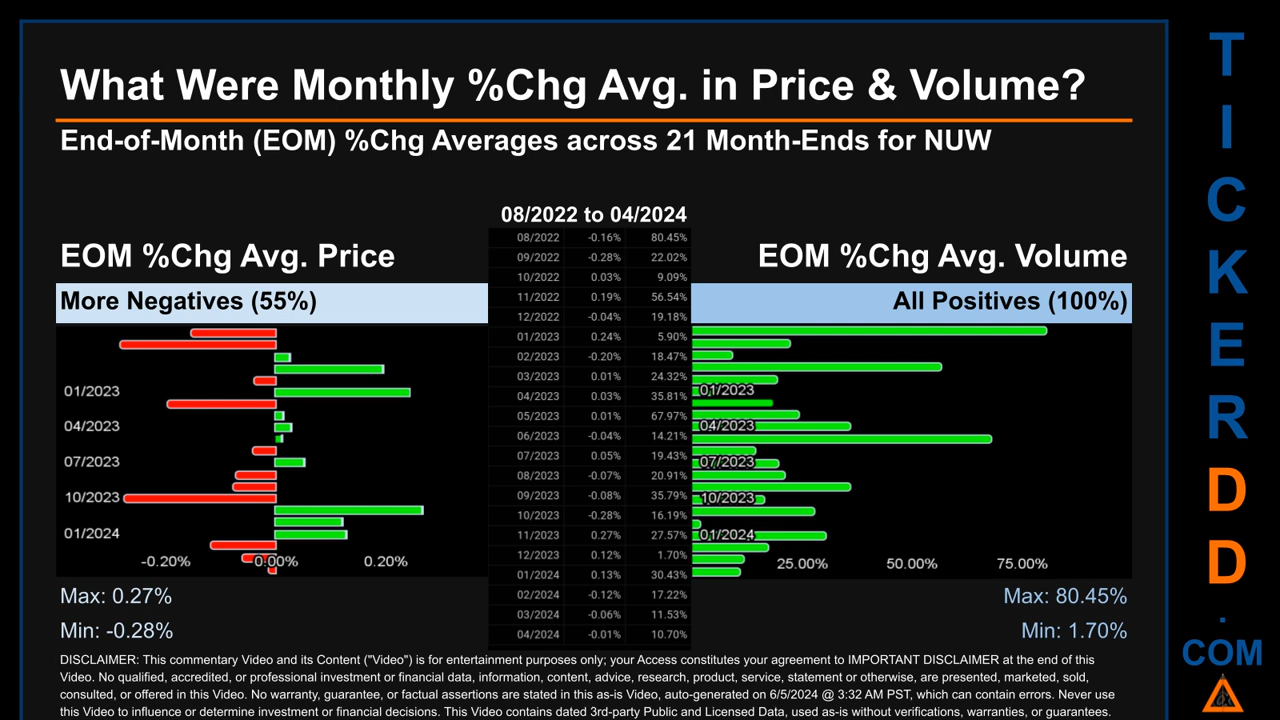 What Were Monthly %Chg Avg. in Price & Volume?
End-of-Month (EOM) %Chg Averages across 21 Month-Ends for NUW
08/2022 to 04/2024
EOM %Chg Avg. Price
EOM %Chg Avg. Volume
More Negatives (55%)
All Positives (100%)
08/2022 -0.16% 80.45%
09/2022 -0.28% 22.02%
10/2022 0.03% 9.09%
11/2022 0.19% 56.54%
12/2022 -0.04% 19.18%
01/2023 0.24% 5.90%
02/2023 -0.20% 18.47%
03/2023 0.01% 24.32%
04/2023 0.03% 35.81%
05/2023 0.01% 67.97%
06/2023 -0.04% 14.21%
07/2023 0.05% 19.43%
08/2023 -0.07% 20.91%
09/2023 -0.08% 35.79%
10/2023 -0.28% 16.19%
11/2023 0.27% 27.57%
12/2023 0.12% 1.70%
01/2024 0.13% 30.43%
02/2024 -0.12% 17.22%
03/2024 -0.06% 11.53%
04/2024 -0.01% 10.70%
01/2023
04/2023
07/2023
10/2023
01/2024
-0.20% 0.00% 0.20%
01/2023
04/2023
07/2023
10/2023
01/2024
25.00% 50.00% 75.00%
Max: 0.27%
Min: -0.28%
Max: 80.45%
Min: 1.70%
DISCLAIMER: This commentary Video and its Content ("Video") is for entertainment purposes only; your Access constitutes your agreement to IMPORTANT DISCLAIMER at the end of this
Video. No qualified, accredited, or professional investment or financial data, information, content, advice, research, product, service, statement or otherwise, are presented, marketed, sold,
consulted, or offered in this Video. No warranty, guarantee, or factual assertions are stated in this as-is Video, auto-generated on 6/5/2024 @ 3:32 AM PST, which can contain errors. Never use
this Video to influence or determine investment or financial decisions. This Video contains dated 3rd-party Public and Licensed Data, used as-is without verifications, warranties, or guarantees.
T
I
C
K
E
R
D
D
.
COM